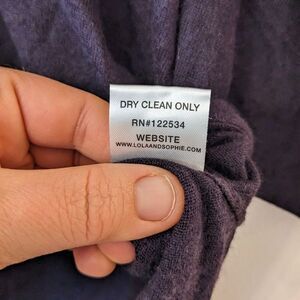 DRY CLEAN ONLY
RN#122534
WEBSITE
WWW.LOLAANDSOPHIE.COM